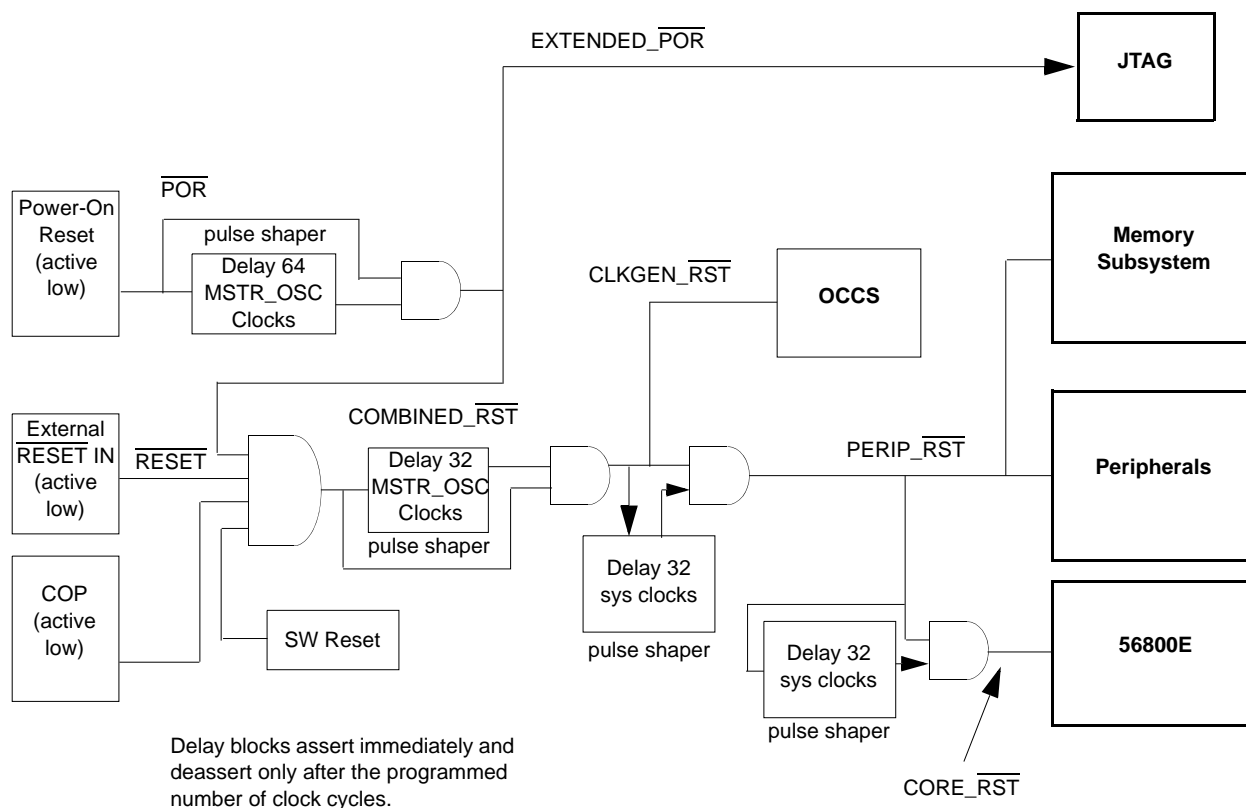 EXTENDED_POR
JTAG
POR
Power-On
Reset
(active
low)
pulse shaper
Delay 64
MSTR_OSC
Clocks
Memory
Subsystem
CLKGEN_RST
OCCS
COMBINED_RST
External
RESET IN
(active
low)
RESET
Delay 32
MSTR_OSC
Clocks
pulse shaper
PERIP_RST
Peripherals
COP
(active
low)
SW Reset
Delay 32
sys clocks
pulse shaper
Delay 32
sys clocks
pulse shaper
56800E
CORE_RST
Delay blocks assert immediately and
deassert only after the programmed
number of clock cycles.